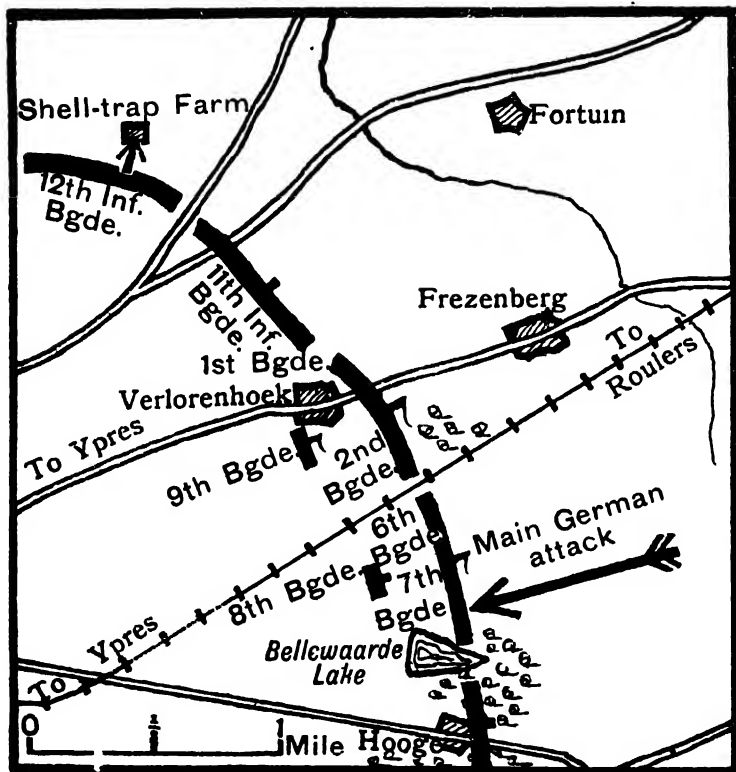 Shell-trap Farm
Fortuin
12th Inf.
Bgde.
11th Inf.
Bgde.
Frezenberg
1st Bgde.
To
Roulers
Verlorenhoek
To Ypres
9th Bgde.
2nd
Bgde.
6th
Bgde
Main German
attack
8th Bgde.
7th
Bgde
Bellewaarde
Lake
To Ypres
0
½
1
Mile
Hooge